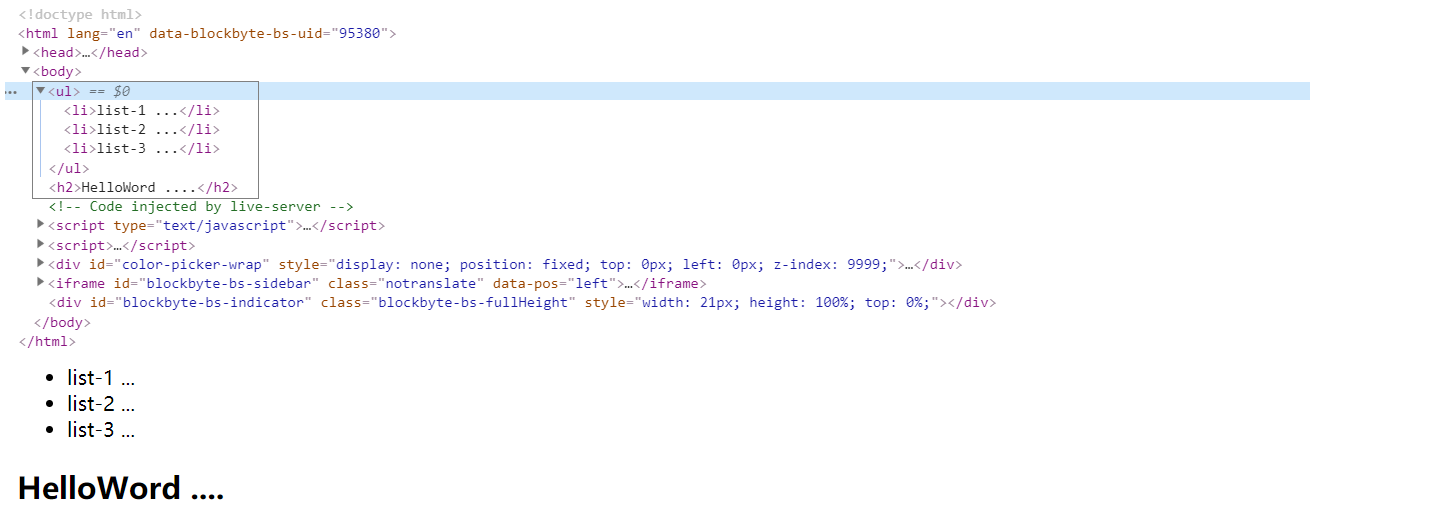 <!doctype html>
<html lang="en" data-blockbyte-bs-uid="95380">
<head>…</head>
<body>
<ul> == $0
<li>list-1 ...</li>
<li>list-2 ...</li>
<li>list-3 ...</li>
</ul>
<h2>HelloWord ....</h2>
<!-- Code injected by live-server -->
<script type="text/javascript">…</script>
<script>…</script>
<div id="color-picker-wrap" style="display: none; position: fixed; top: 0px; left: 0px; z-index: 9999;">…</div>
<iframe id="blockbyte-bs-sidebar" class="notranslate" data-pos="left">…</iframe>
<div id="blockbyte-bs-indicator" class="blockbyte-bs-fullHeight" style="width: 21px; height: 100%; top: 0%;"></div>
</body>
</html>
• list-1 ...
• list-2 ...
• list-3 ...
HelloWord ....